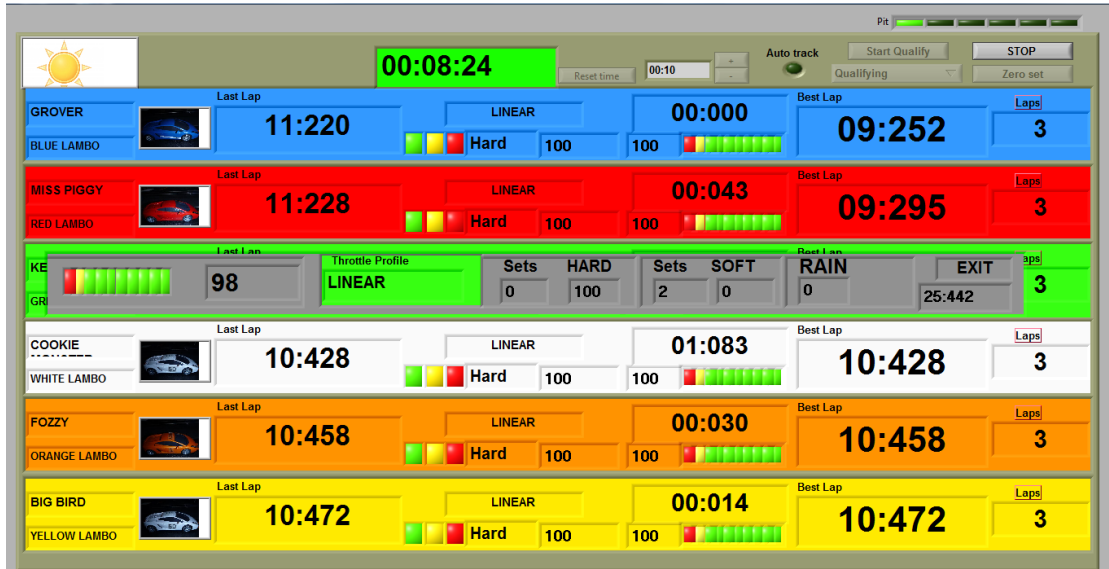 Pit
00:08:24
Reset time
00:10
+
-
Auto track
Start Qualify
STOP
Qualifying
Zero set
GROVER
BLUE LAMBO
Last Lap
11:220
LINEAR
Hard
100
00:000
100
Best Lap
09:252
Laps
3
MISS PIGGY
RED LAMBO
Last Lap
11:228
LINEAR
Hard
100
00:043
100
Best Lap
09:295
Laps
3
98
Throttle Profile
LINEAR
Sets HARD
0 100
Sets SOFT
2 0
RAIN
0
EXIT
25:442
3
COOKIE
WHITE LAMBO
Last Lap
10:428
LINEAR
Hard
100
01:083
100
Best Lap
10:428
Laps
3
FOZZY
ORANGE LAMBO
Last Lap
10:458
LINEAR
Hard
100
00:030
100
Best Lap
10:458
Laps
3
BIG BIRD
YELLOW LAMBO
Last Lap
10:472
LINEAR
Hard
100
00:014
100
Best Lap
10:472
Laps
3